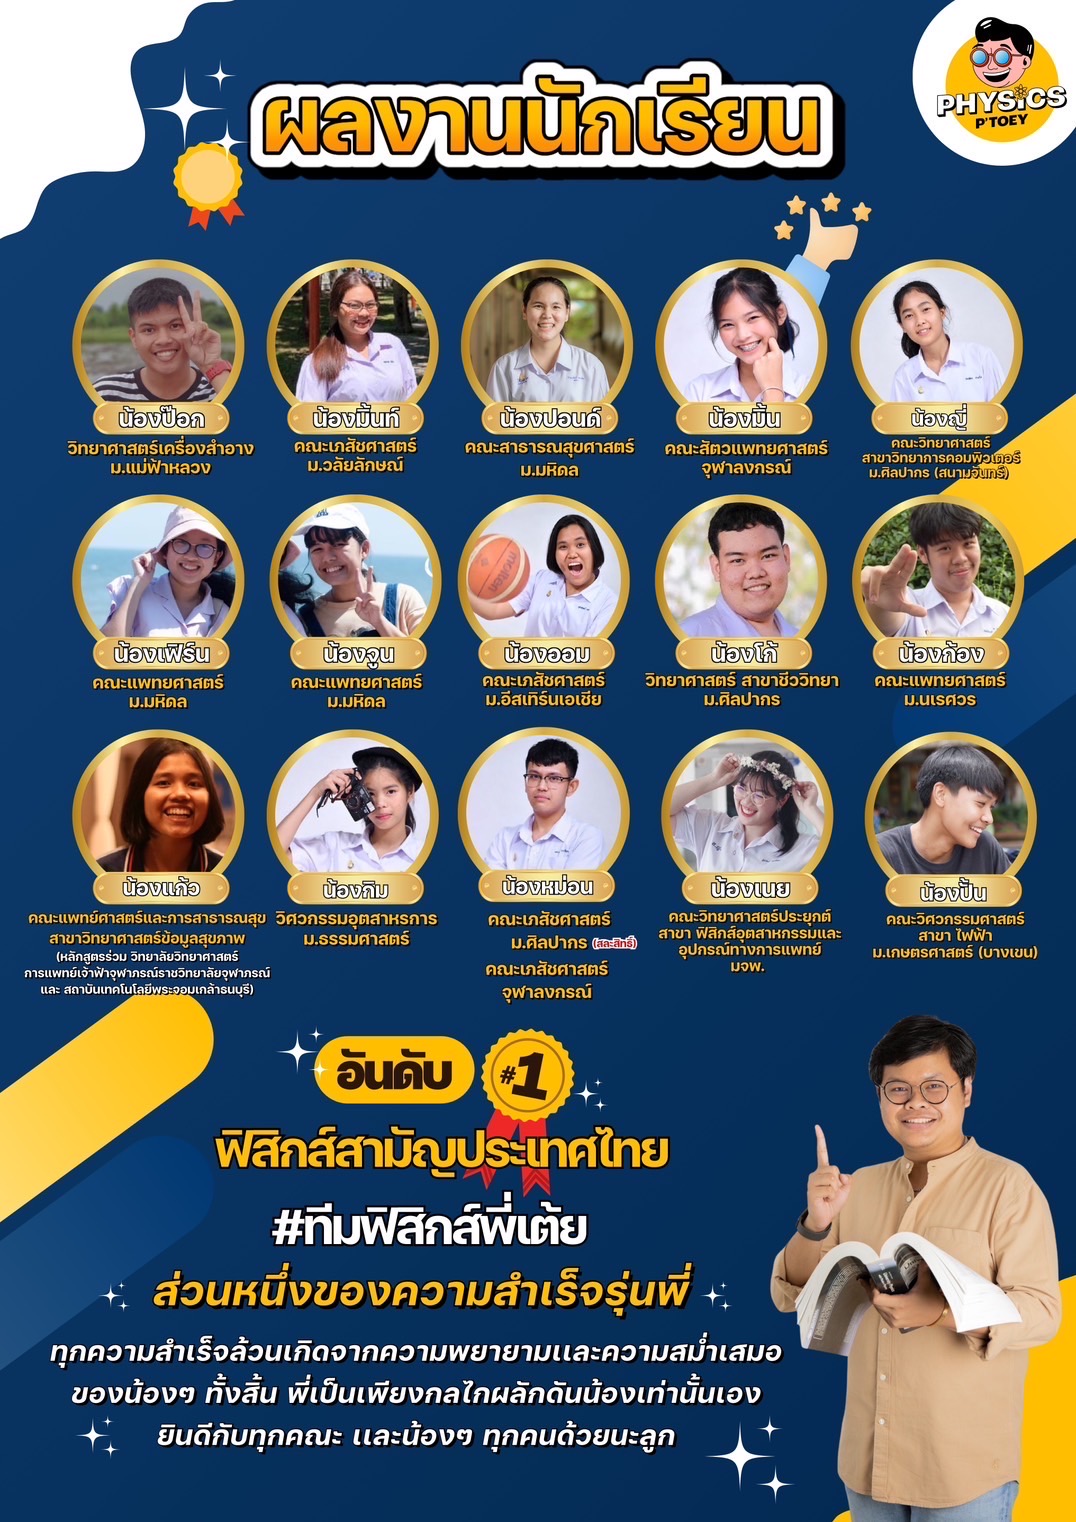 PHYSICS
P'TOEY
ผลงานนักเรียน
น้องป๊อก
วิทยาศาสตร์เครื่องสำอาง
ม.แม่ฟ้าหลวง
น้องมิ้นท์
คณะเภสัชศาสตร์
ม.วลัยลักษณ์
น้องปอนด์
คณะสาธารณสุขศาสตร์
ม.มหิดล
น้องมิ้น
คณะสัตวแพทยศาสตร์
จุฬาลงกรณ์
น้องญี่
คณะวิทยาศาสตร์
สาขาวิทยาการคอมพิวเตอร์
ม.ศิลปากร (สนามจันทร์)
น้องเฟิร์น
คณะแพทยศาสตร์
ม.มหิดล
น้องจูน
คณะแพทยศาสตร์
ม.มหิดล
น้องออม
คณะเภสัชศาสตร์
ม.อีสเทิร์นเอเชีย
น้องโก้
วิทยาศาสตร์ สาขาชีววิทยา
ม.ศิลปากร
น้องก้อง
คณะแพทยศาสตร์
ม.นเรศวร
น้องแก้ว
คณะแพทย์ศาสตร์และการสาธารณสุข
สาขาวิทยาศาสตร์ข้อมูลสุขภาพ
(หลักสูตรร่วม วิทยาลัยวิทยาศาสตร์
การแพทย์เจ้าฟ้าจุฬาภรณ์ราชวิทยาลัยจุฬาภรณ์
และ สถาบันเทคโนโลยีพระจอมเกล้าธนบุรี)
น้องกิม
วิศวกรรมอุตสาหรการ
ม.ธรรมศาสตร์
น้องหม่อน
คณะเภสัชศาสตร์
ม.ศิลปากร (สละสิทธิ์)
คณะเภสัชศาสตร์
จุฬาลงกรณ์
น้องเนย
คณะวิทยาศาสตร์ประยุกต์
สาขา ฟิสิกส์อุตสาหกรรมและ
อุปกรณ์ทางการแพทย์
มจพ.
น้องปั้น
คณะวิศวกรรมศาสตร์
สาขา ไฟฟ้า
ม.เกษตรศาสตร์ (บางเขน)
อันดับ #1
ฟิสิกส์สามัญประเทศไทย
#ทีมฟิสิกส์พี่เต้ย
ส่วนหนึ่งของความสำเร็จรุ่นพี่
ทุกความสำเร็จล้วนเกิดจากความพยายามและความสม่ำเสมอ
ของน้องๆ ทั้งสิ้น พี่เป็นเพียงกลไกผลักดันน้องเท่านั้นเอง
ยินดีกับทุกคณะ และน้องๆ ทุกคนด้วยนะลูก